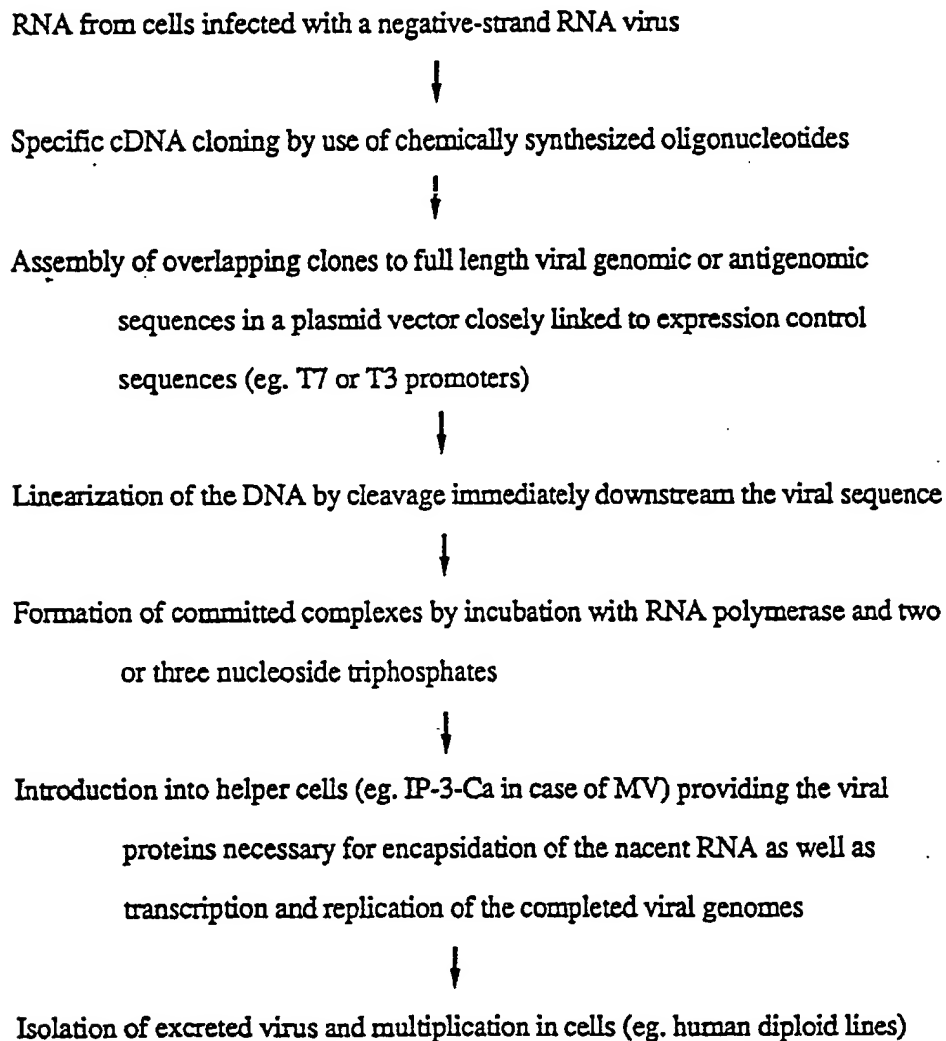 RNA from cells infected with a negative-strand RNA virus
Specific cDNA cloning by use of chemically synthesized oligonucleotides
Assembly of overlapping clones to full length viral genomic or antigenomic
sequences in a plasmid vector closely linked to expression control
sequences (eg. T7 or T3 promoters)
Linearization of the DNA by cleavage immediately downstream the viral sequence
Formation of committed complexes by incubation with RNA polymerase and two
or three nucleoside triphosphates
Introduction into helper cells (eg. IP-3-Ca in case of MV) providing the viral
proteins necessary for encapsidation of the nacent RNA as well as
transcription and replication of the completed viral genomes
Isolation of excreted virus and multiplication in cells (eg. human diploid lines)